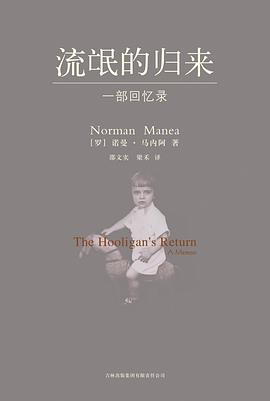 流氓的归来
一部回忆录
Norman Manea
［罗］诺曼・马内阿 著
邵文实 梁禾 译
The Hooligan's Return
A Memoir
吉林出版集团有限责任公司